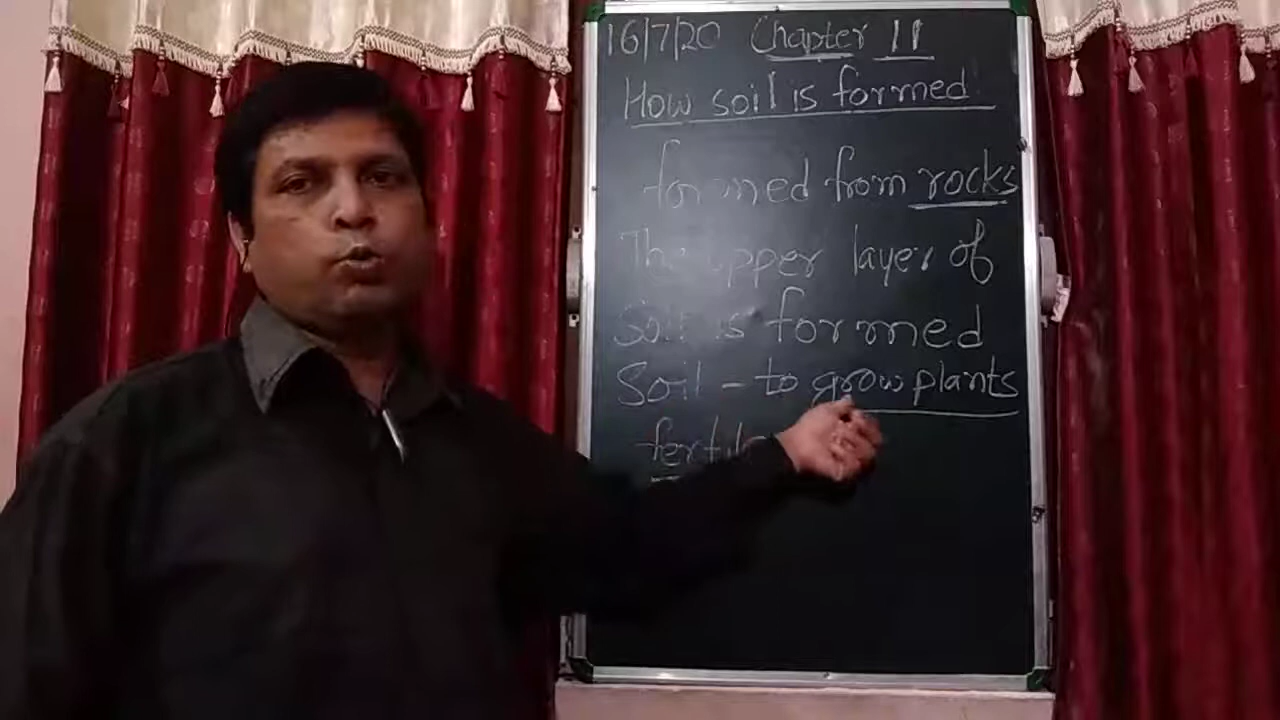 16/7/20 Chapter 11
How soil is formed
formed from rocks
The upper layer of
Soil is formed
Soil - to grow plants